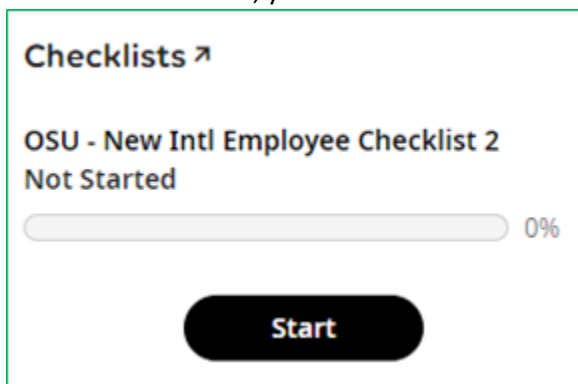 Checklists ↗
OSU - New Intl Employee Checklist 2
Not Started
0%
Start